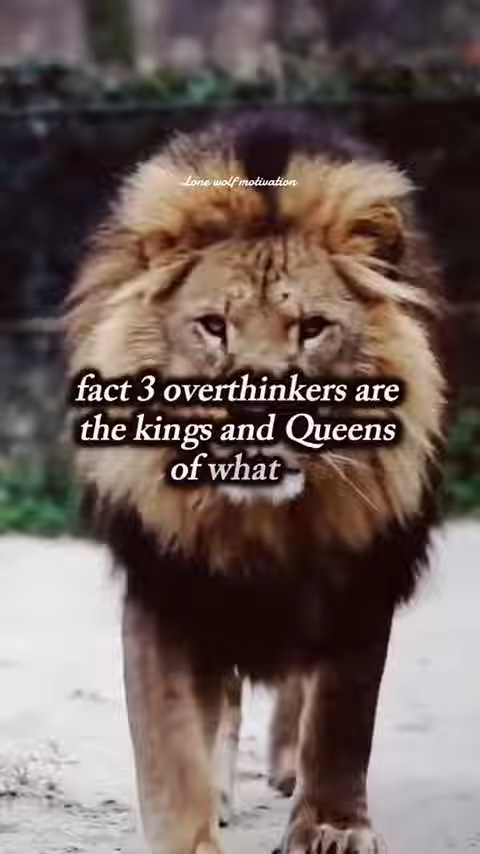 Lone wolf motivation
fact 3 overthinkers are
the kings and Queens
of what